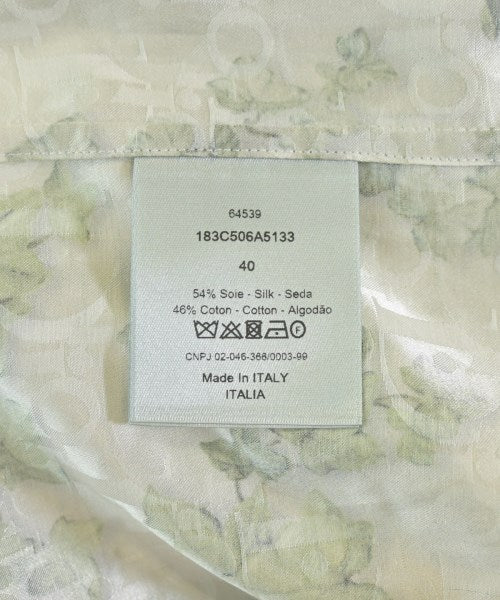 64539
183C506A5133
40
54% Soie - Silk - Seda
46% Coton - Cotton - Algodão
CNPJ 02-046-366/0003-99
Made In ITALY
ITALIA